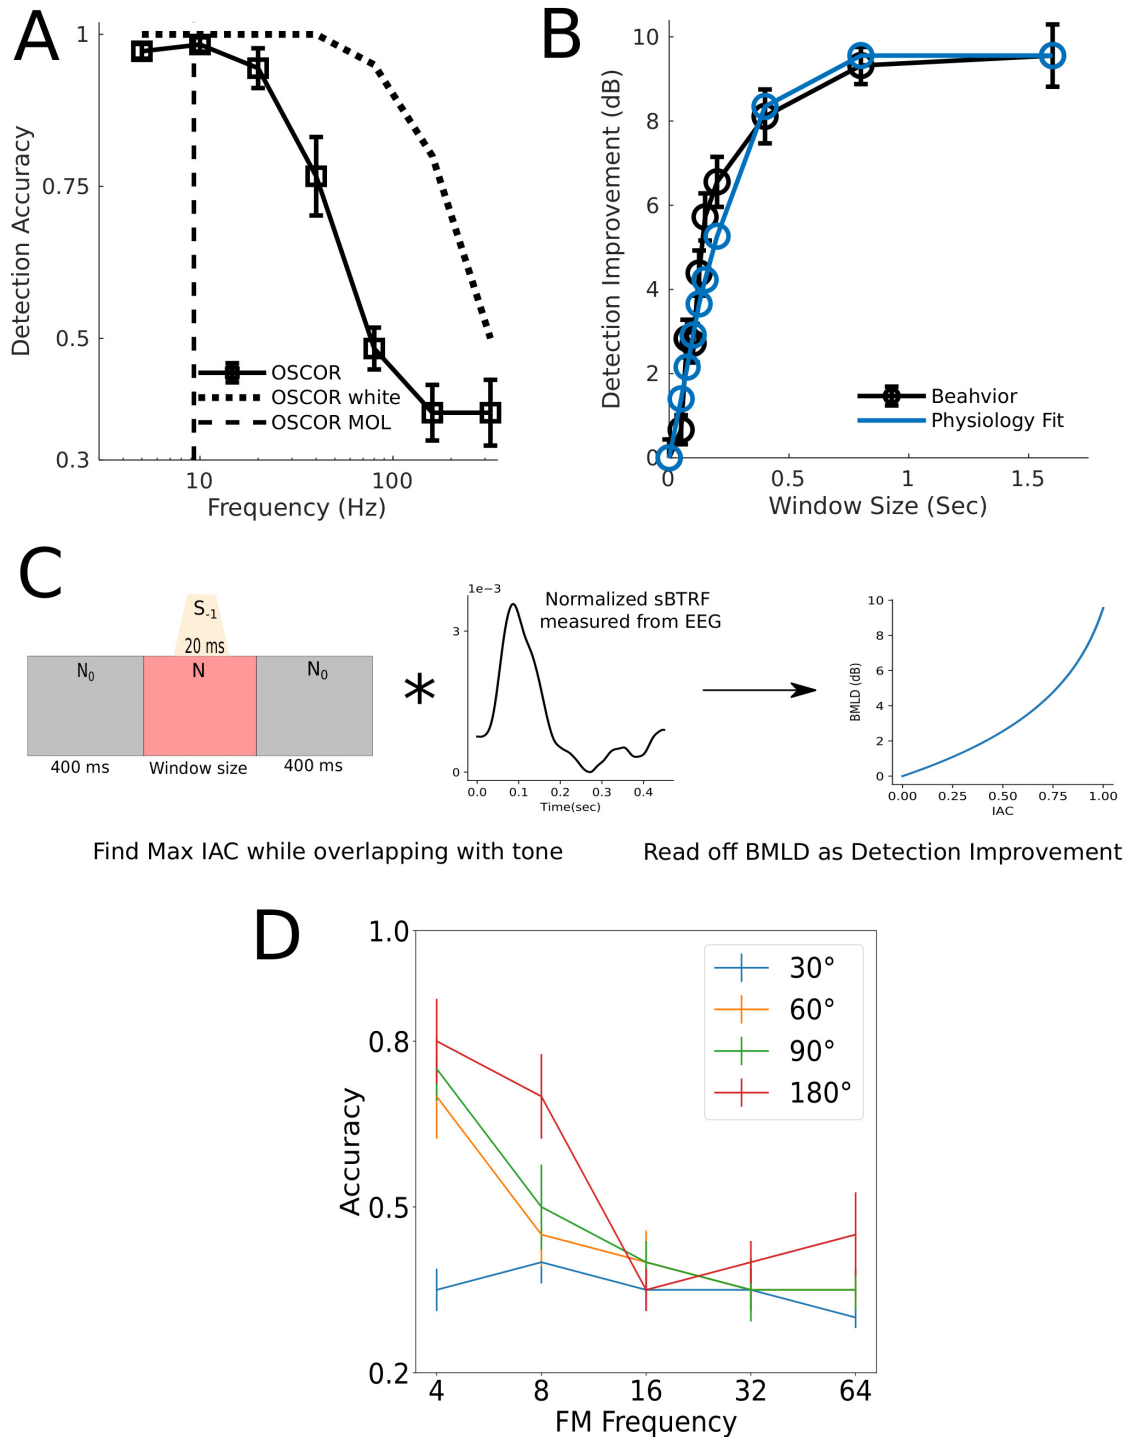 A
1
0.75
0.5
0.3
Detection Accuracy
OSCOR
OSCOR white
OSCOR MOL
10
100
Frequency (Hz)
B
10
8
6
4
2
0
Detection Improvement (dB)
Beahvior
Physiology Fit
0
0.5
1
1.5
Window Size (Sec)
C
S-1
20 ms
N0
N
N0
400 ms
Window size
400 ms
*
1e−3
3
0
Normalized sBTRF
measured from EEG
0.0
0.1
0.2
0.3
0.4
Time(sec)
10
8
6
4
2
0
BMLD (dB)
0.00
0.25
0.50
0.75
1.00
IAC
Find Max IAC while overlapping with tone
Read off BMLD as Detection Improvement
D
1.0
0.8
0.5
0.2
Accuracy
30°
60°
90°
180°
4
8
16
32
64
FM Frequency